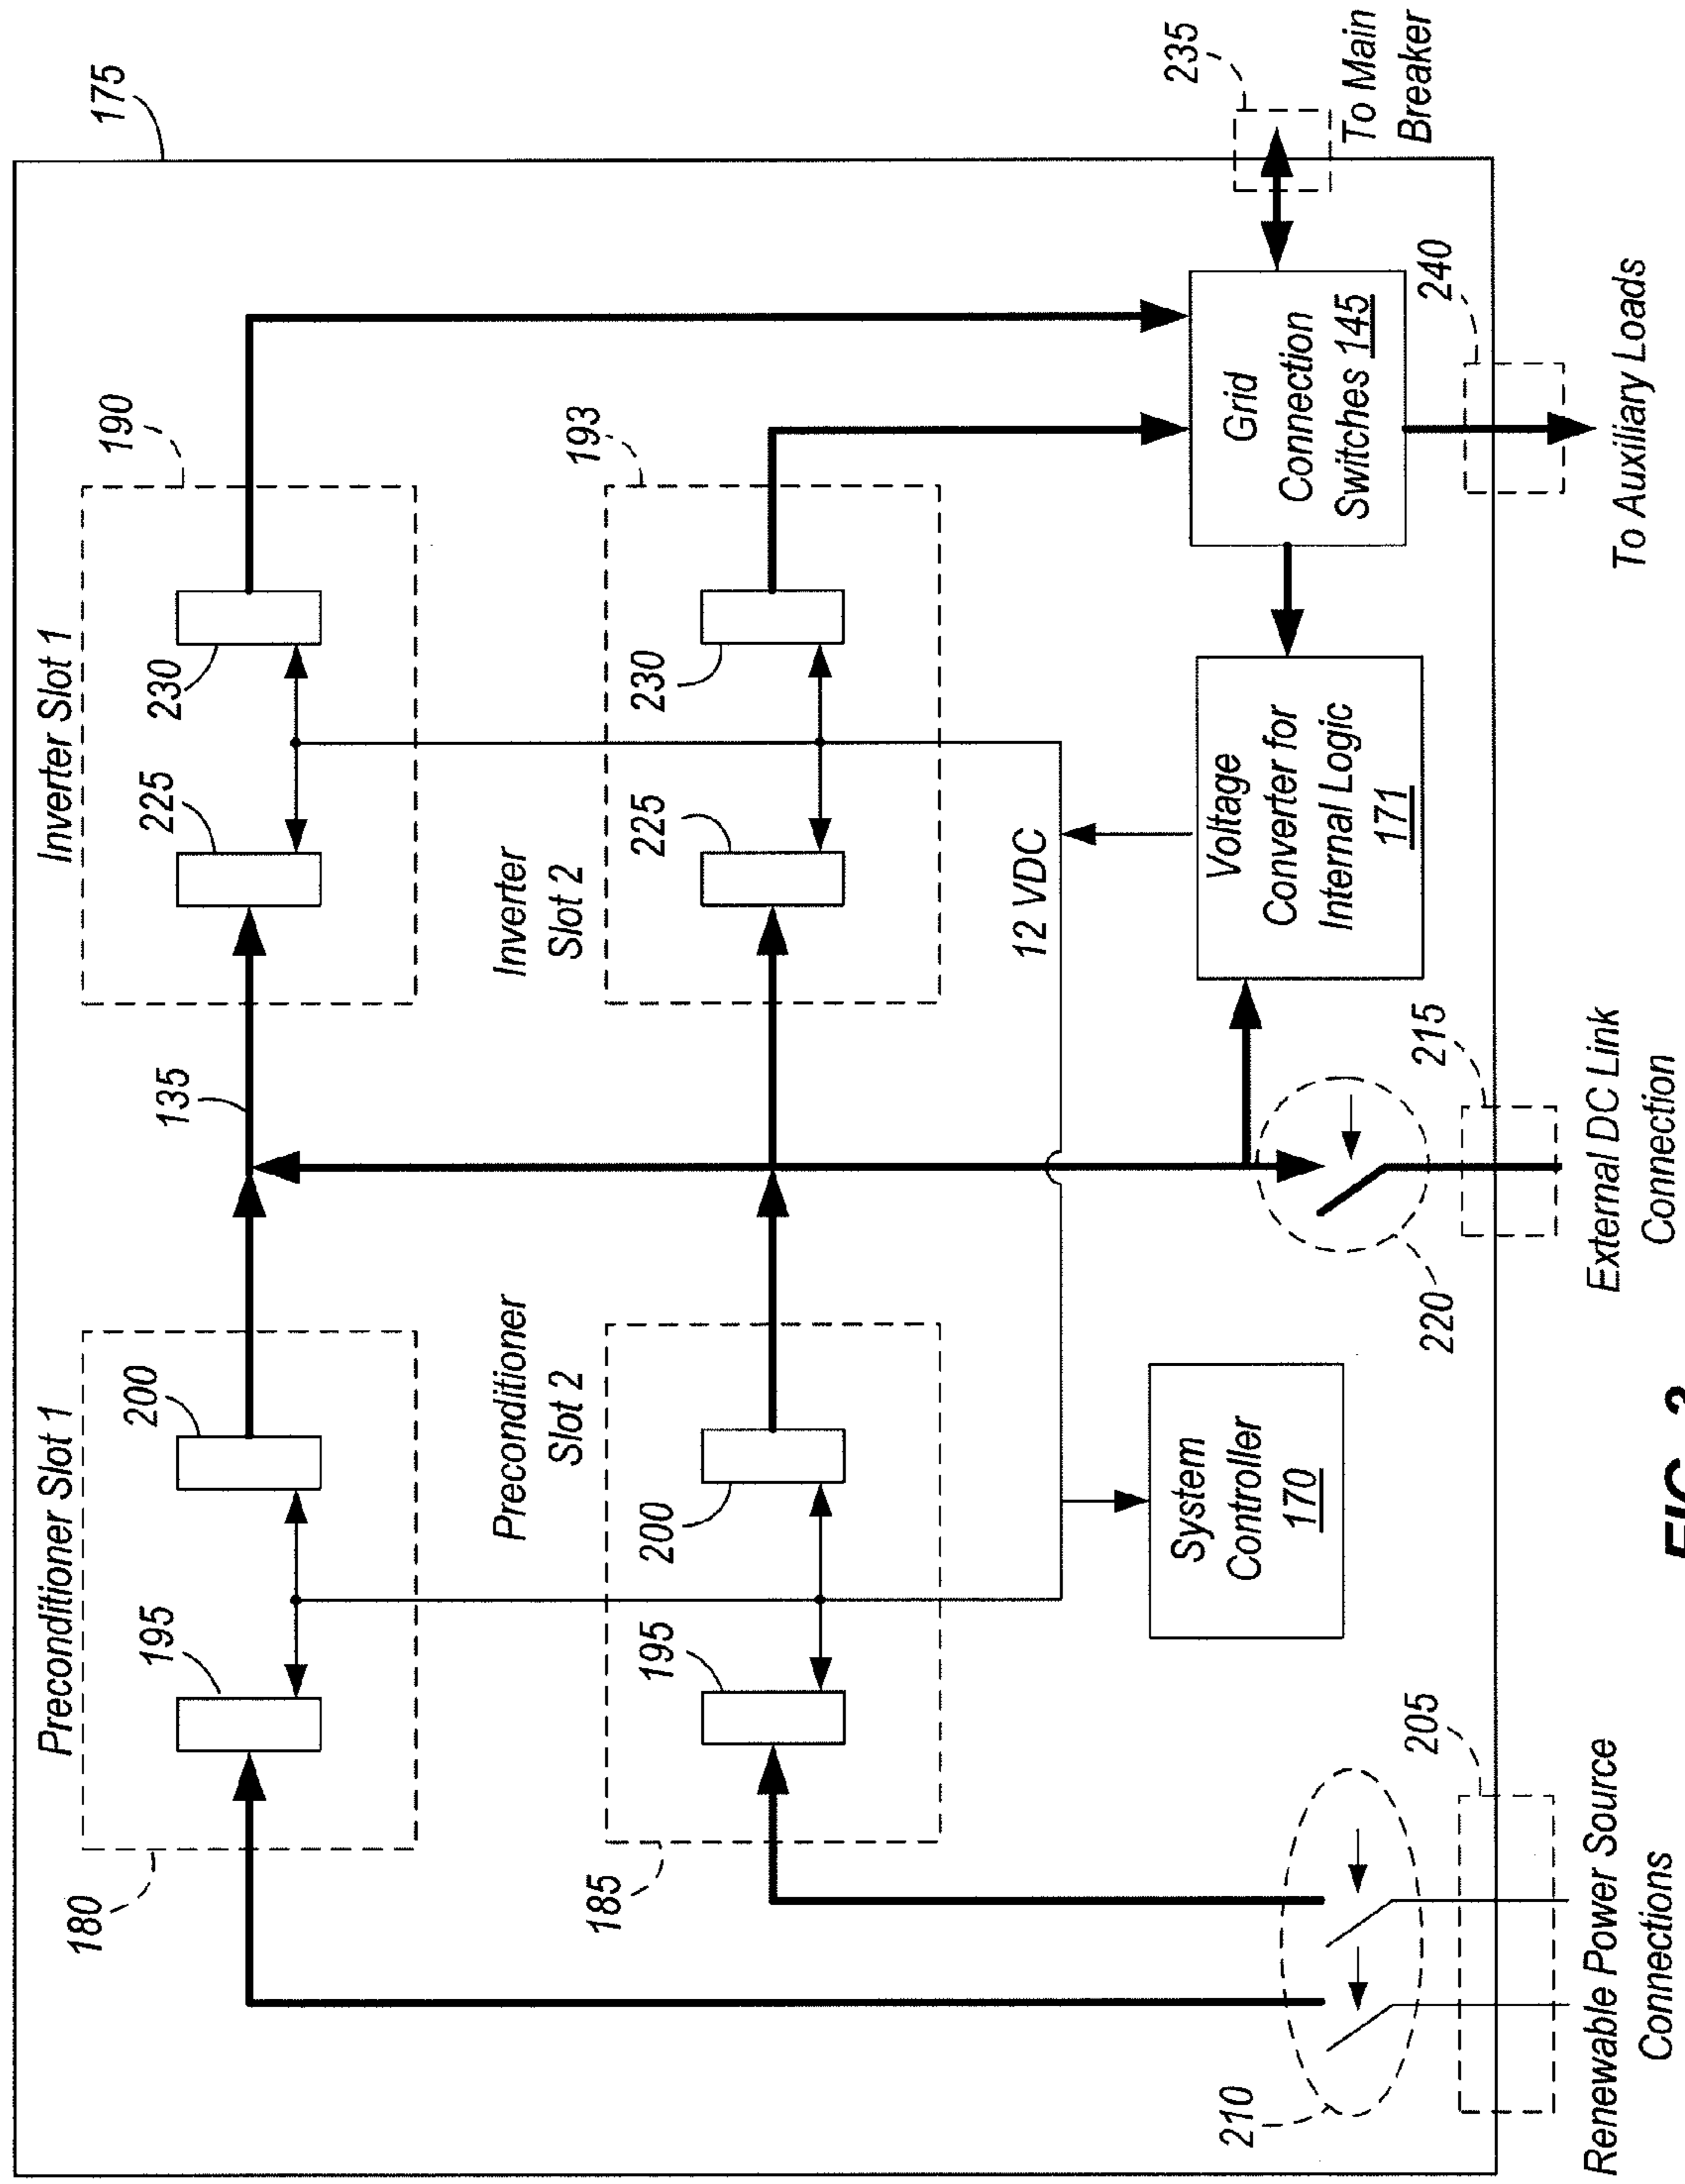 175
Preconditioner Slot 1
Inverter Slot 1
180
195
200
135
225
230
190
Preconditioner
Slot 2
Inverter
Slot 2
185
195
200
225
230
193
12 VDC
235
To Main
Breaker
System
Controller
170
Voltage
Converter for
Internal Logic
171
Grid
Connection
Switches 145
210
205
220
215
240
Renewable Power Source
Connections
External DC Link
Connection
To Auxiliary Loads